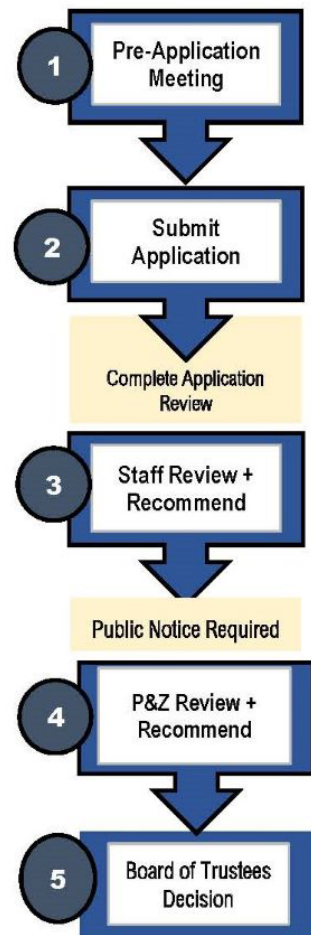 1
Pre-Application
Meeting
2
Submit
Application
Complete Application
Review
3
Staff Review +
Recommend
Public Notice Required
4
P&Z Review +
Recommend
5
Board of Trustees
Decision